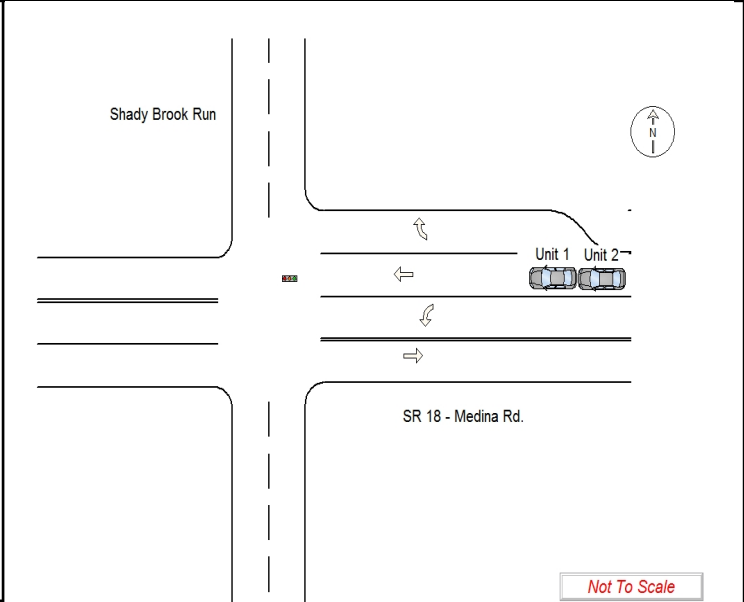 Shady Brook Run
N
Unit 1 Unit 2
SR 18 - Medina Rd.
Not To Scale